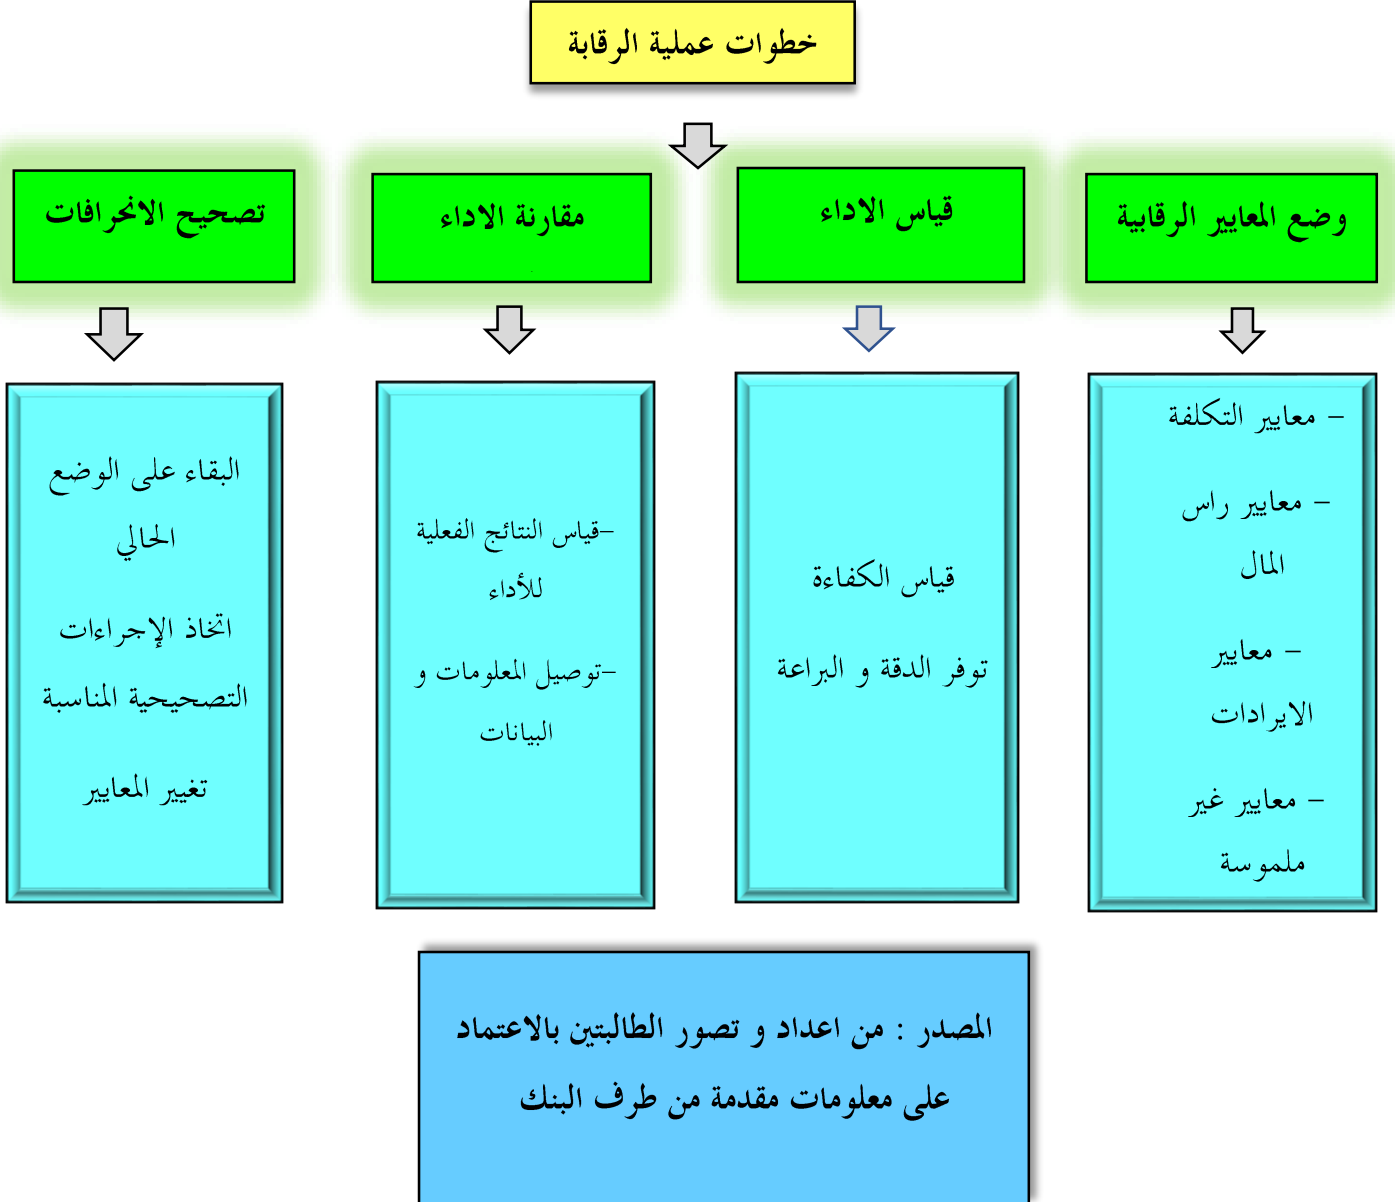 خطوات عملية الرقابة
وضع المعايير الرقابية
قياس الاداء
مقارنة الاداء
تصحيح الانحرافات
– معايير التكلفة
– معايير راس
المال
– معايير
الايرادات
– معايير غير
ملموسة
قياس الكفاءة
توفر الدقة و البراعة
–قياس النتائج الفعلية
للأداء
–توصيل المعلومات و
البيانات
البقاء على الوضع
الحالي
اتخاذ الإجراءات
التصحيحية المناسبة
تغيير المعايير
المصدر : من اعداد و تصور الطالبتين بالاعتماد
على معلومات مقدمة من طرف البنك